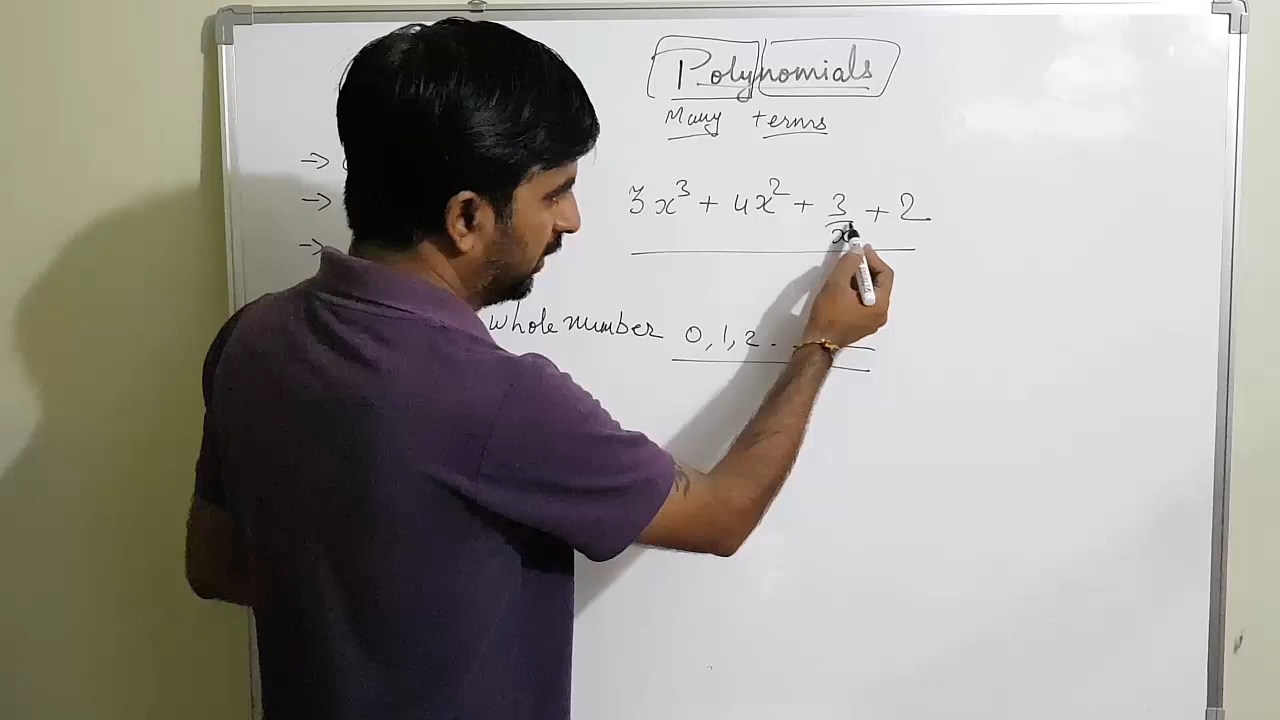 Polynomials
Many terms
→
→ 3x³ + 4x² + 3/x + 2
→
whole number 0, 1, 2 .